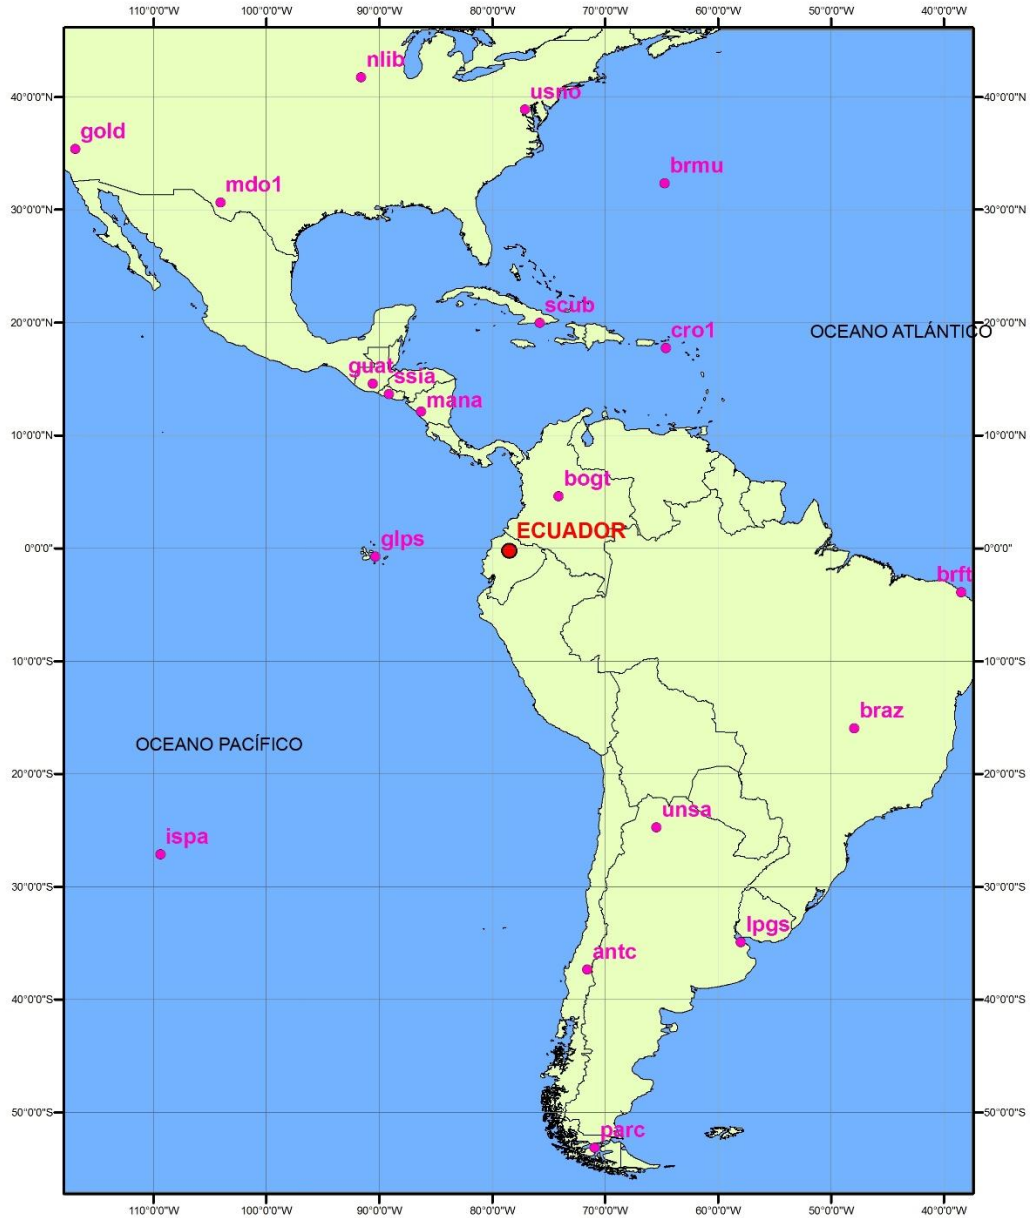 110°0'0"W 100°0'0"W 90°0'0"W 80°0'0"W 70°0'0"W 60°0'0"W 50°0'0"W 40°0'0"W
nlib
40°0'0"N usno 40°0'0"N
gold
brmu
mdo1
30°0'0"N 30°0'0"N
scub
20°0'0"N cro1 20°0'0"N
OCEANO ATLÁNTICO
guat ssia
mana
10°0'0"N 10°0'0"N
bogt
ECUADOR
glps
0°0'0" 0°0'0"
brft
10°0'0"S 10°0'0"S
braz
OCEANO PACÍFICO
20°0'0"S 20°0'0"S
unsa
ispa
30°0'0"S 30°0'0"S
lpgs
antc
40°0'0"S 40°0'0"S
50°0'0"S 50°0'0"S
parc
110°0'0"W 100°0'0"W 90°0'0"W 80°0'0"W 70°0'0"W 60°0'0"W 50°0'0"W 40°0'0"W